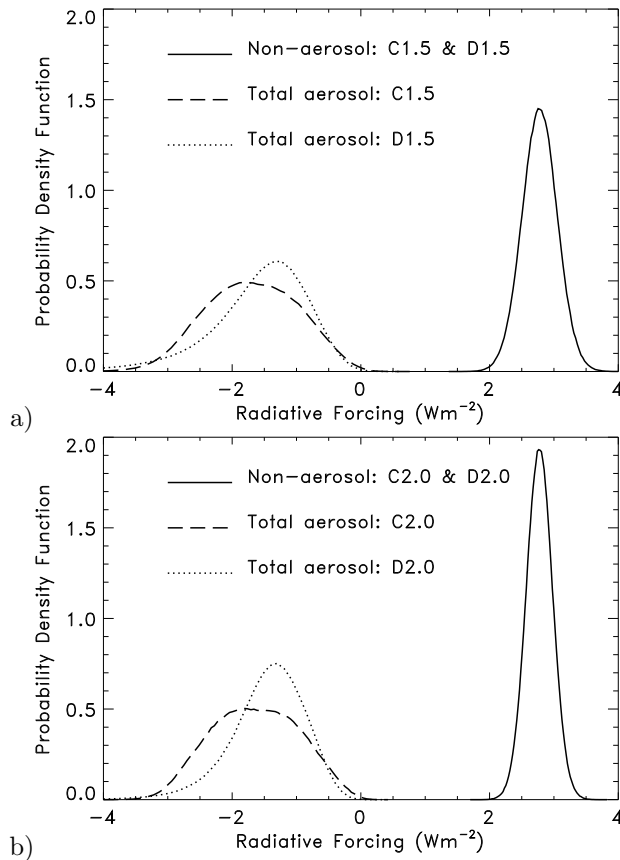 2.0
Non-aerosol: C1.5 & D1.5
Total aerosol: C1.5
1.5
Total aerosol: D1.5
1.0
0.5
0.0
Probability Density Function
-4 -2 0 2 4
a)
Radiative Forcing (Wm⁻²)
2.0
Non-aerosol: C2.0 & D2.0
Total aerosol: C2.0
1.5
Total aerosol: D2.0
1.0
0.5
0.0
Probability Density Function
-4 -2 0 2 4
b)
Radiative Forcing (Wm⁻²)